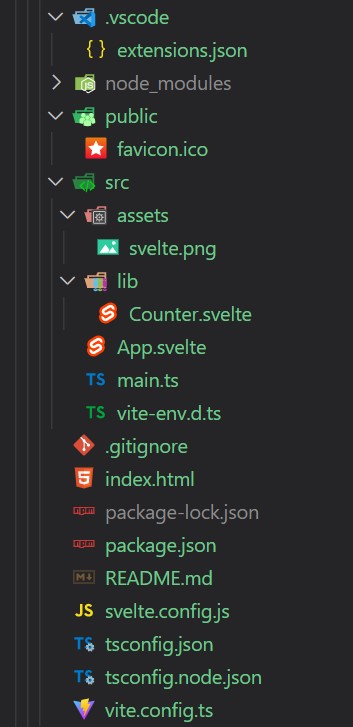 .vscode
extensions.json
node_modules
public
favicon.ico
src
assets
svelte.png
lib
Counter.svelte
App.svelte
TS main.ts
TS vite-env.d.ts
.gitignore
index.html
package-lock.json
package.json
README.md
JS svelte.config.js
TS tsconfig.json
TS tsconfig.node.json
vite.config.ts